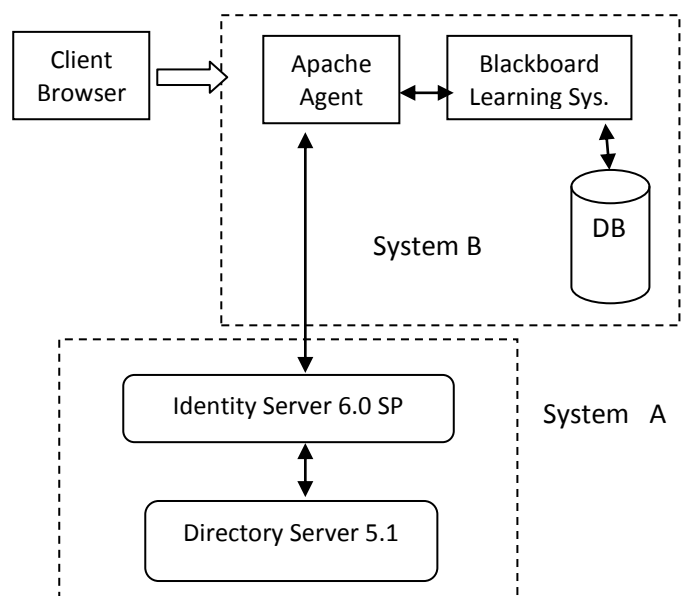 Client
Browser
Apache
Agent
Blackboard
Learning Sys.
DB
System B
Identity Server 6.0 SP
System A
Directory Server 5.1